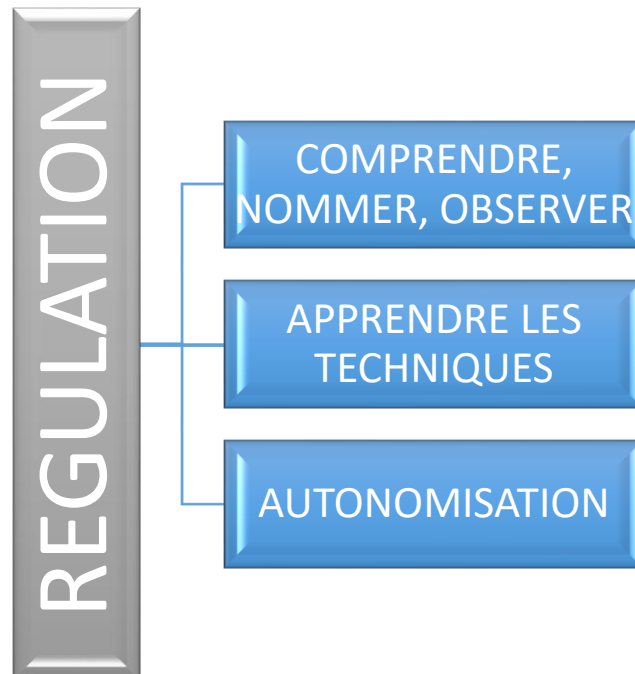 REGULATION
COMPRENDRE,
NOMMER, OBSERVER
APPRENDRE LES
TECHNIQUES
AUTONOMISATION